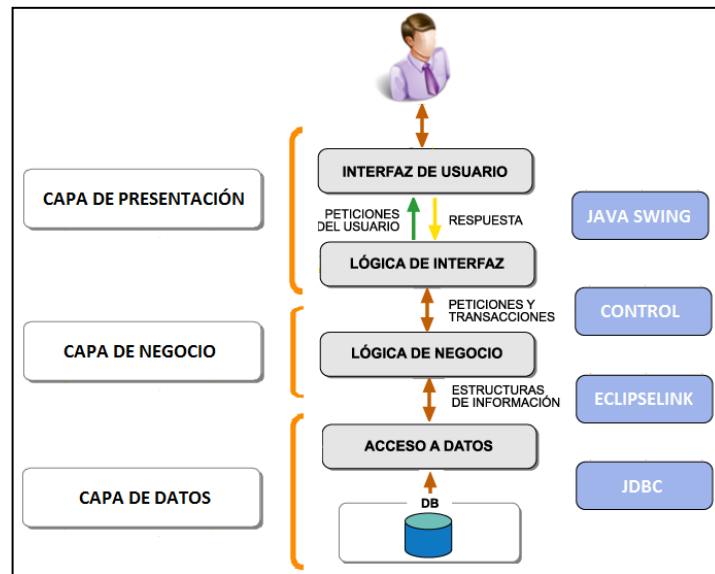 INTERFAZ DE USUARIO
CAPA DE PRESENTACIÓN
PETICIONES
DEL USUARIO
RESPUESTA
JAVA SWING
LÓGICA DE INTERFAZ
PETICIONES Y
TRANSACCIONES
CONTROL
CAPA DE NEGOCIO
LÓGICA DE NEGOCIO
ESTRUCTURAS
DE INFORMACIÓN
ECLIPSELINK
ACCESO A DATOS
CAPA DE DATOS
JDBC
DB